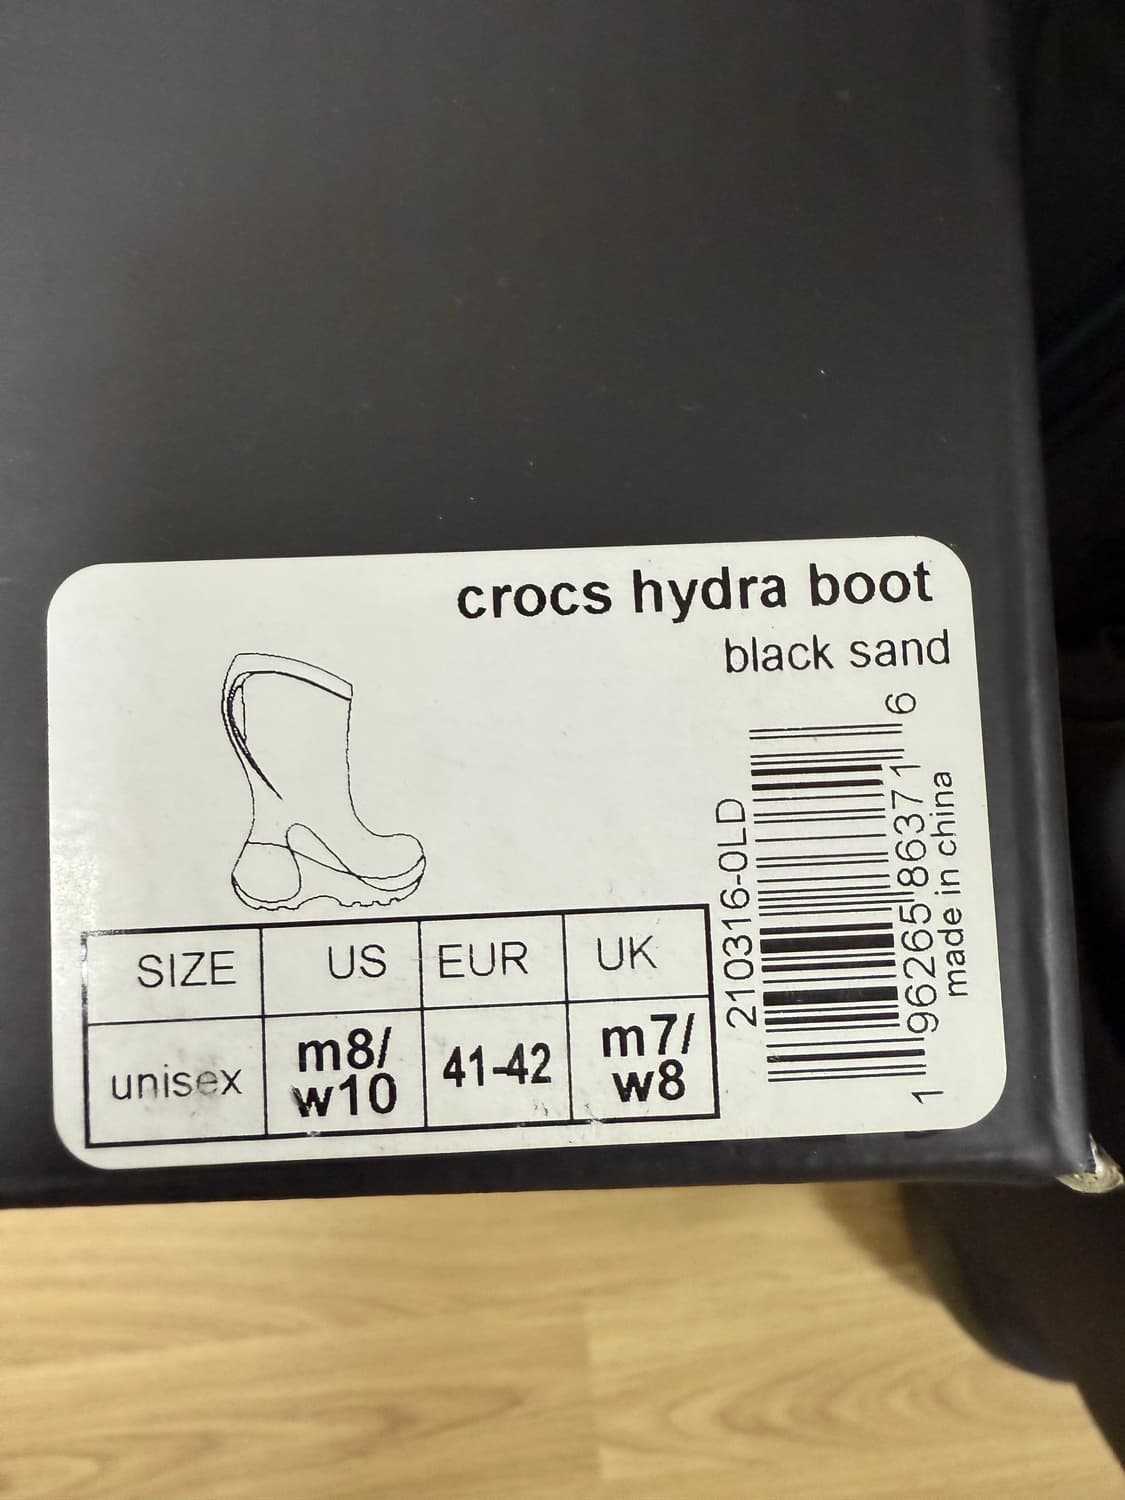 crocs hydra boot
black sand
SIZE US EUR UK
unisex m8/ w10 41-42 m7/ w8
210316-0LD
1 96265 86371 6
made in china